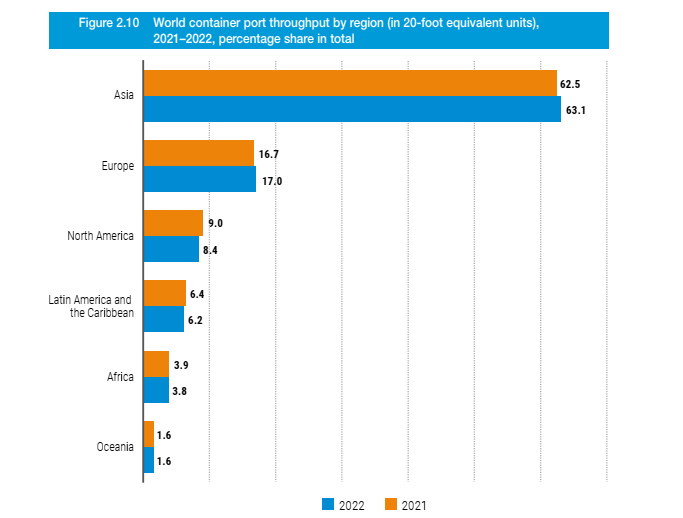 Figure 2.10 World container port throughput by region (in 20-foot equivalent units),
2021–2022, percentage share in total
Asia
62.5
63.1
Europe
16.7
17.0
North America
9.0
8.4
Latin America and
the Caribbean
6.4
6.2
Africa
3.9
3.8
Oceania
1.6
1.6
2022 2021